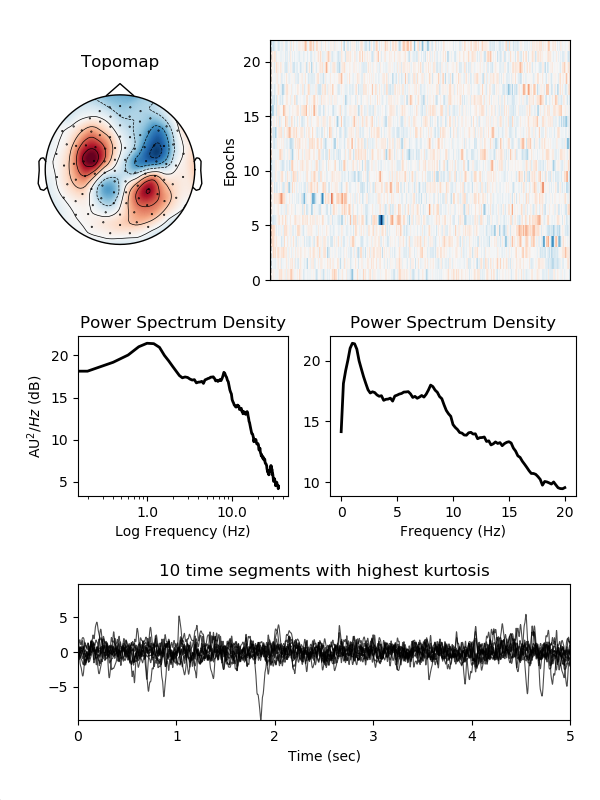 Topomap
Epochs
20
15
10
5
0
Power Spectrum Density
AU²/Hz (dB)
20
15
10
5
1.0 10.0
Log Frequency (Hz)
Power Spectrum Density
20
15
10
0 5 10 15 20
Frequency (Hz)
10 time segments with highest kurtosis
5
0
−5
0 1 2 3 4 5
Time (sec)